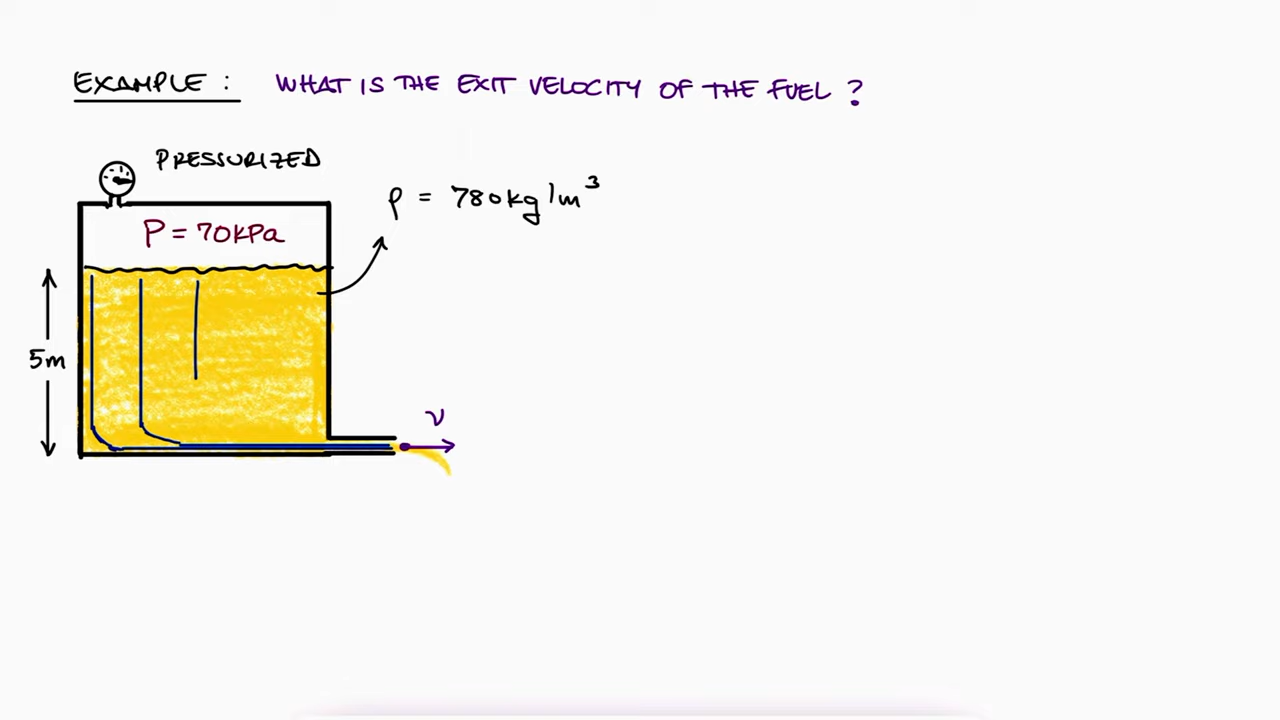 EXAMPLE: WHAT IS THE EXIT VELOCITY OF THE FUEL?
PRESSURIZED
ρ = 780kg/m³
P = 70kPa
5m
v